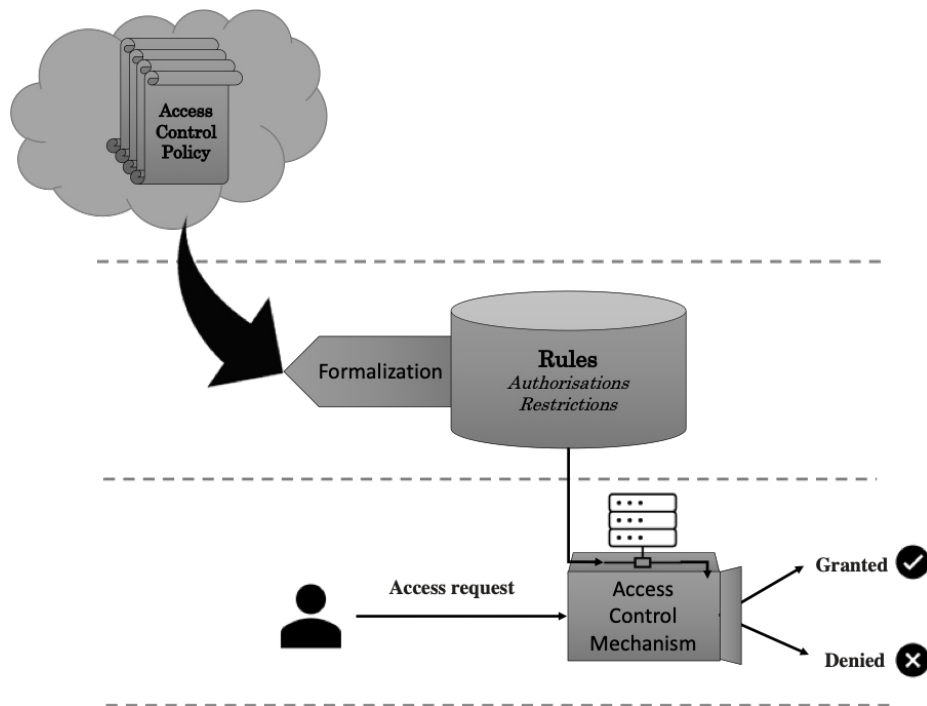 Access
Control
Policy
Formalization
Rules
Authorisations
Restrictions
Access request
Access
Control
Mechanism
Granted
Denied